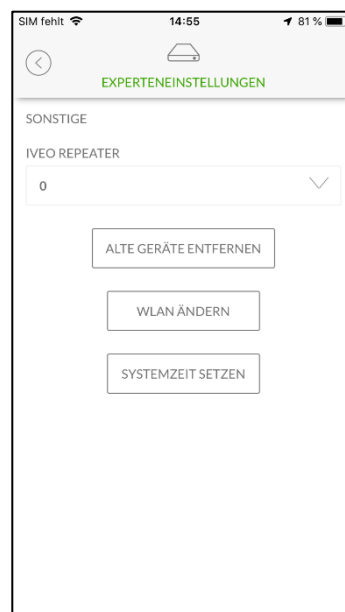 SIM fehlt 14:55 81 %
EXPERTENEINSTELLUNGEN
SONSTIGE
IVEO REPEATER
0
ALTE GERÄTE ENTFERNEN
WLAN ÄNDERN
SYSTEMZEIT SETZEN